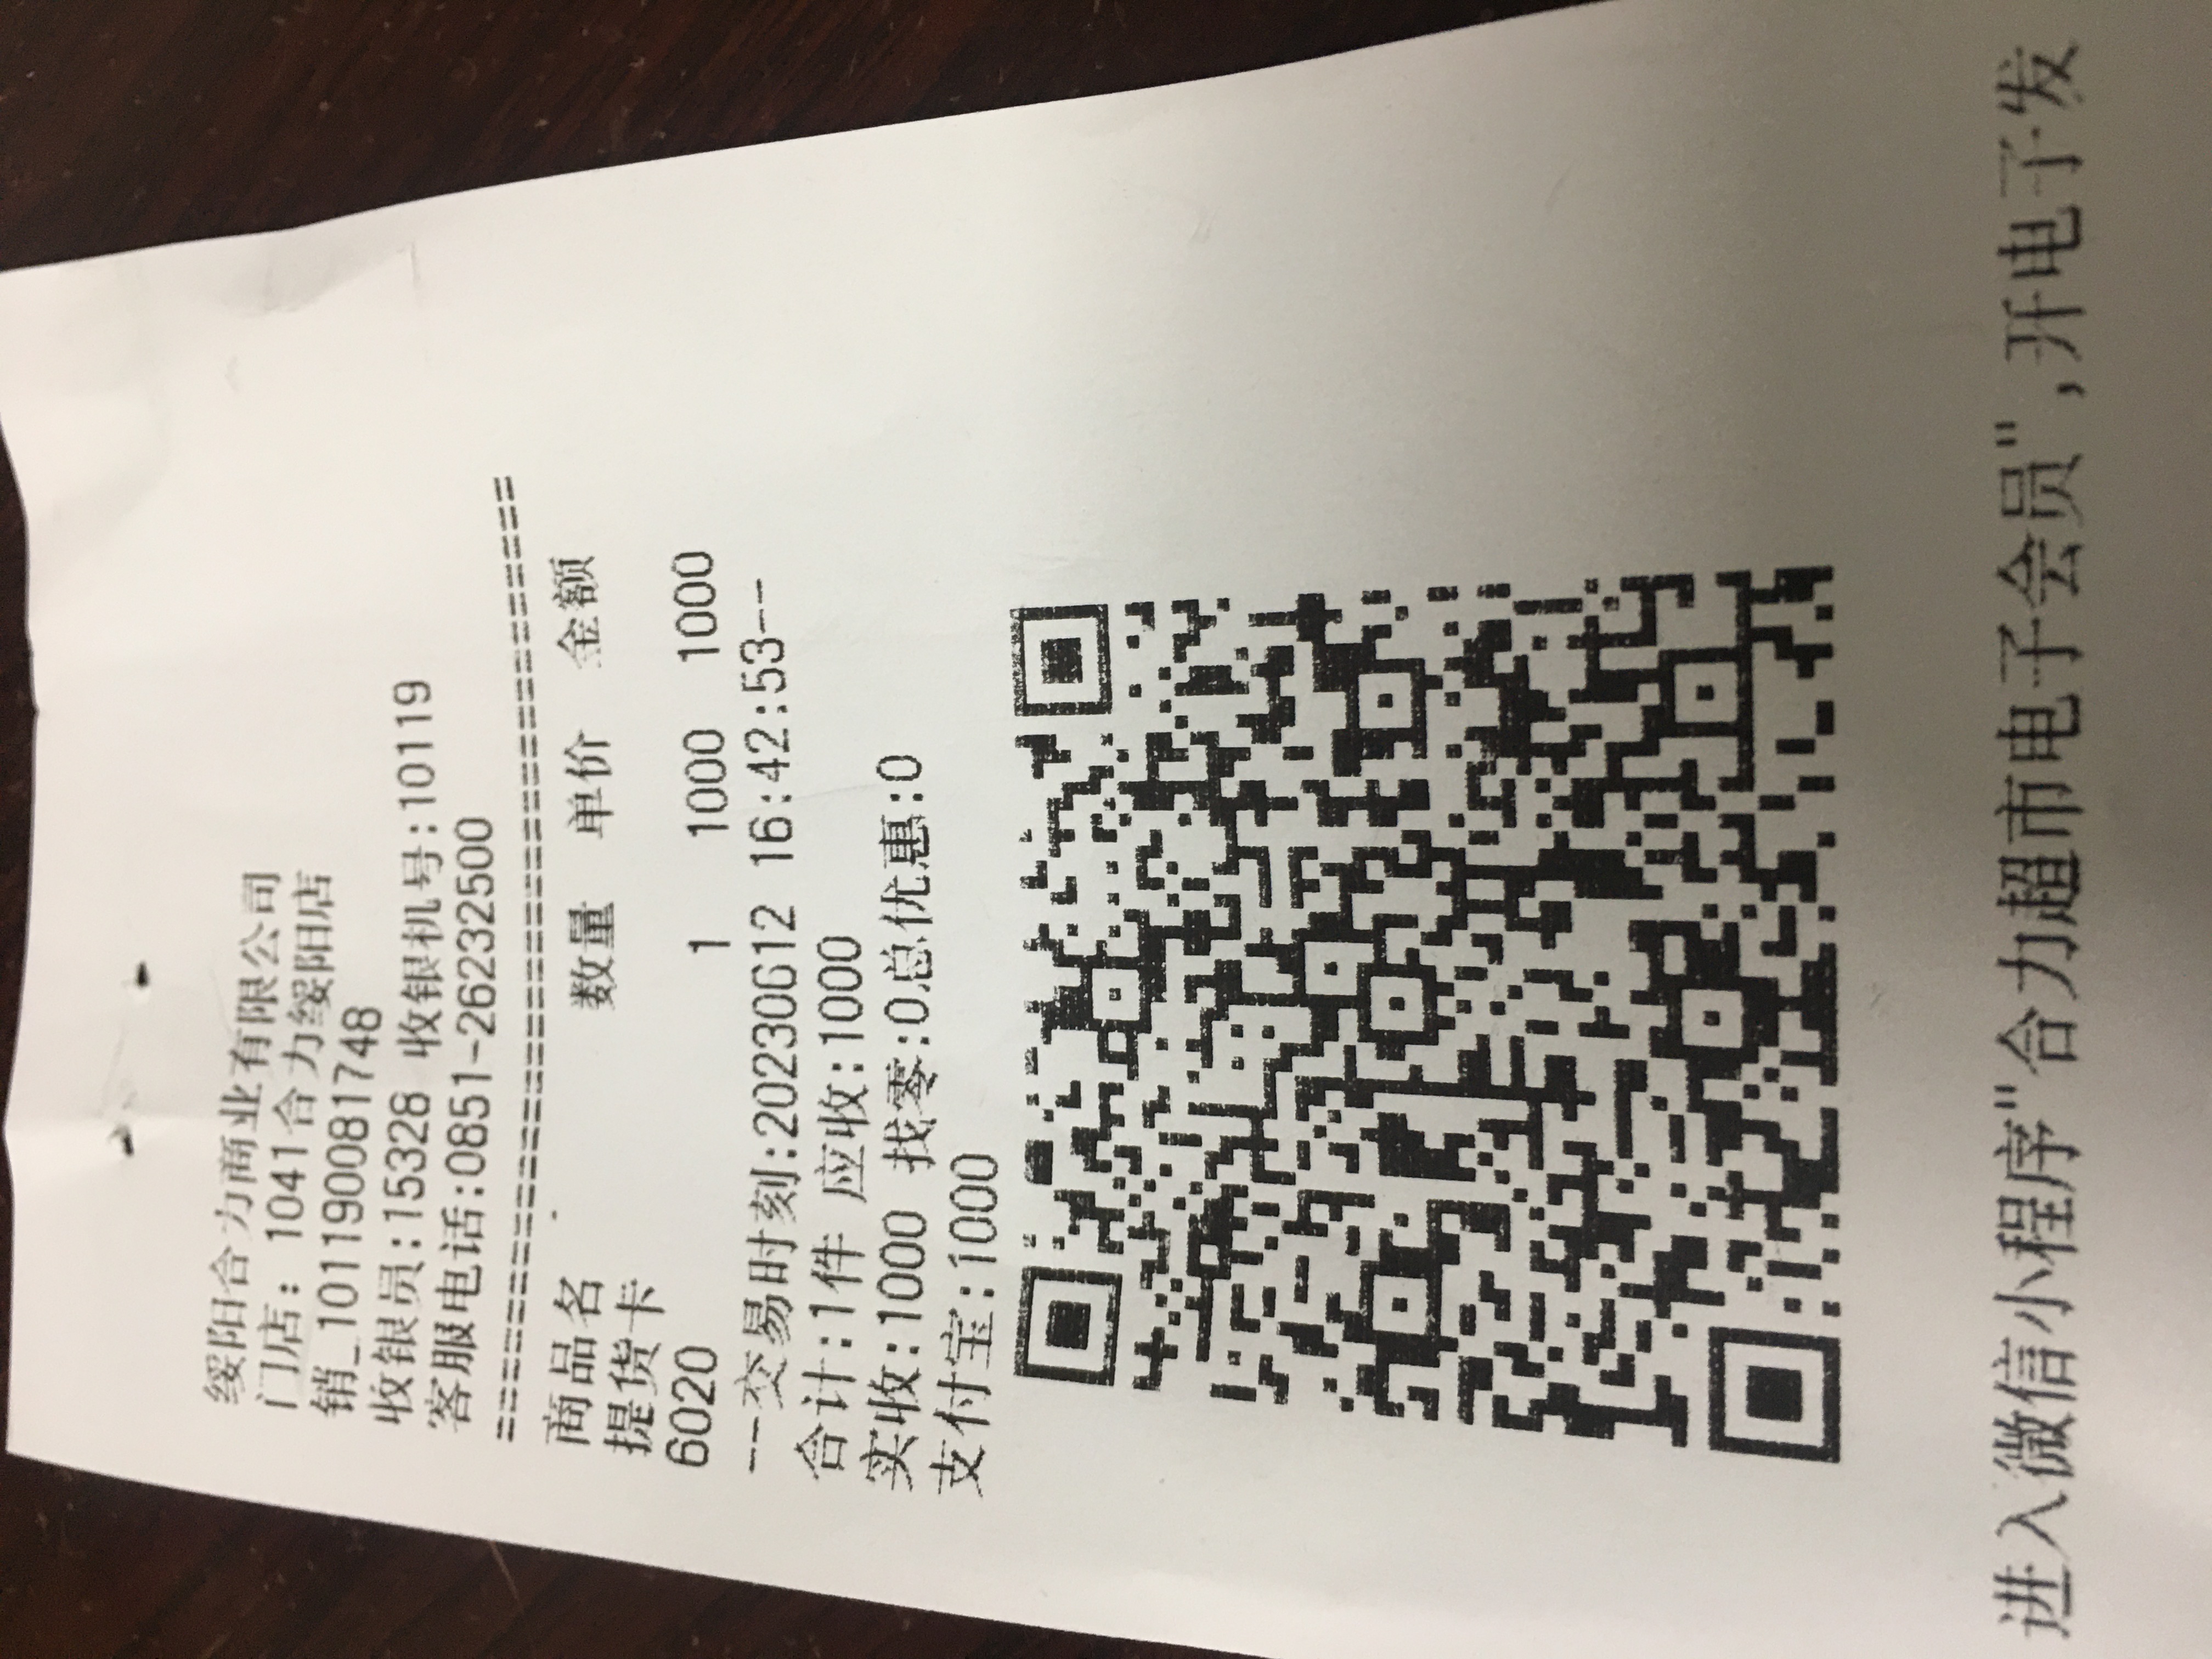 绥阳合力商业有限公司
门店: 1041合力绥阳店
销_101190081748
收银员:15328 收银机号:10119
客服电话:0851-26232500
================================
商品名 数量 单价 金额
提货卡
6020 1 1000 1000
--交易时刻:20230612 16:42:53--
合计:1件 应收:1000
实收:1000 找零:0总优惠:0
支付宝:1000
进入微信小程序"合力超市电子会员",开电子发